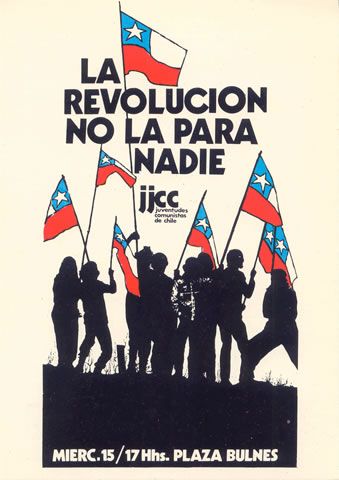 LA
REVOLUCION
NO LA PARA
NADIE
jjcc
juventudes
comunistas
de chile
MIERC.15/17 Hhs. PLAZA BULNES